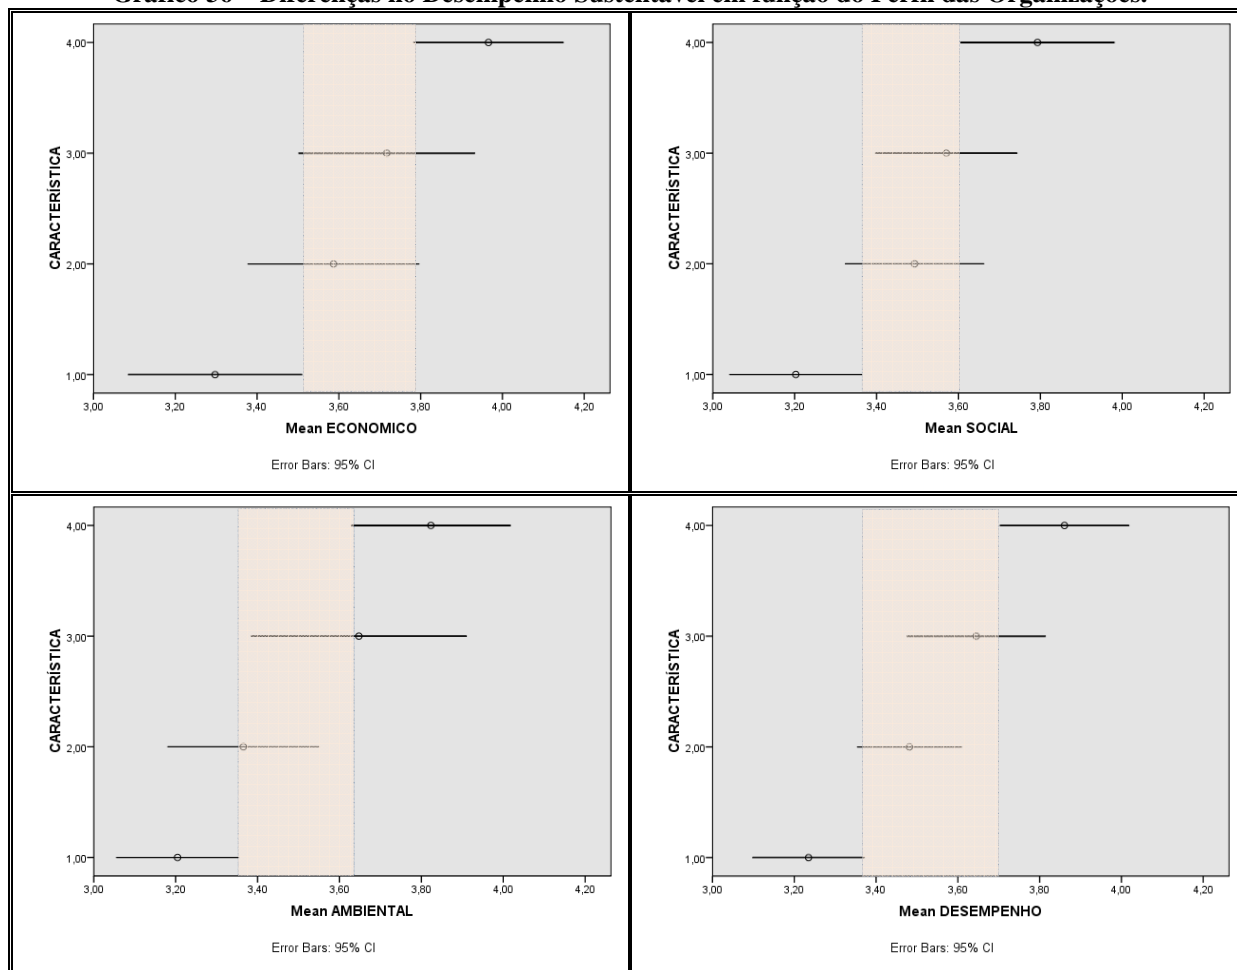 Gráfico 50 – Diferenças no Desempenho Sustentável em função do Perfil das Organizações.
4,00
3,00
2,00
1,00
CARACTERÍSTICA
3,00 3,20 3,40 3,60 3,80 4,00 4,20
Mean ECONOMICO
Error Bars: 95% CI
4,00
3,00
2,00
1,00
CARACTERÍSTICA
3,00 3,20 3,40 3,60 3,80 4,00 4,20
Mean SOCIAL
Error Bars: 95% CI
4,00
3,00
2,00
1,00
CARACTERÍSTICA
3,00 3,20 3,40 3,60 3,80 4,00 4,20
Mean AMBIENTAL
Error Bars: 95% CI
4,00
3,00
2,00
1,00
CARACTERÍSTICA
3,00 3,20 3,40 3,60 3,80 4,00 4,20
Mean DESEMPENHO
Error Bars: 95% CI